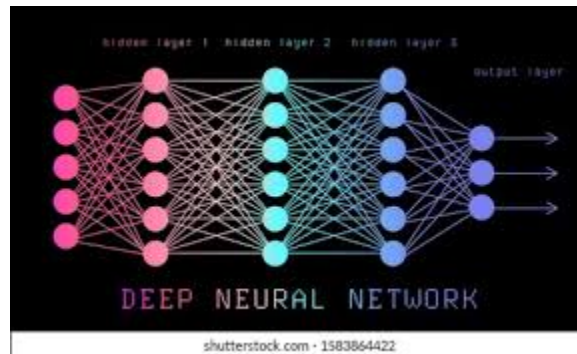 hidden layer 1 hidden layer 2 hidden layer 3
output layer
DEEP NEURAL NETWORK
shutterstock.com · 1583864422